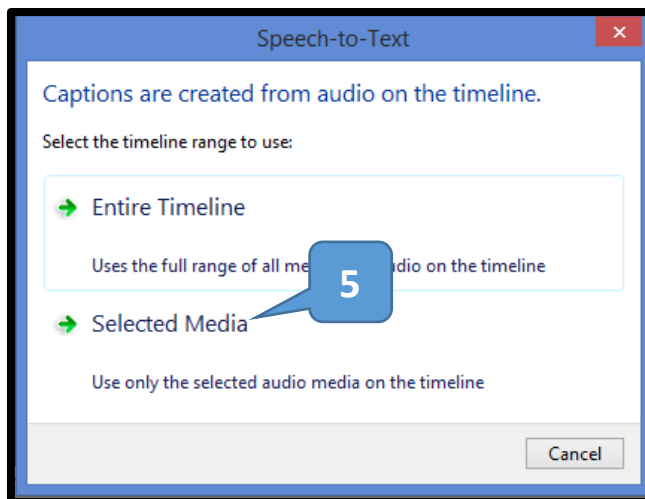 Speech-to-Text
Captions are created from audio on the timeline.
Select the timeline range to use:
Entire Timeline
Uses the full range of all me dio on the timeline
5
Selected Media
Use only the selected audio media on the timeline
Cancel